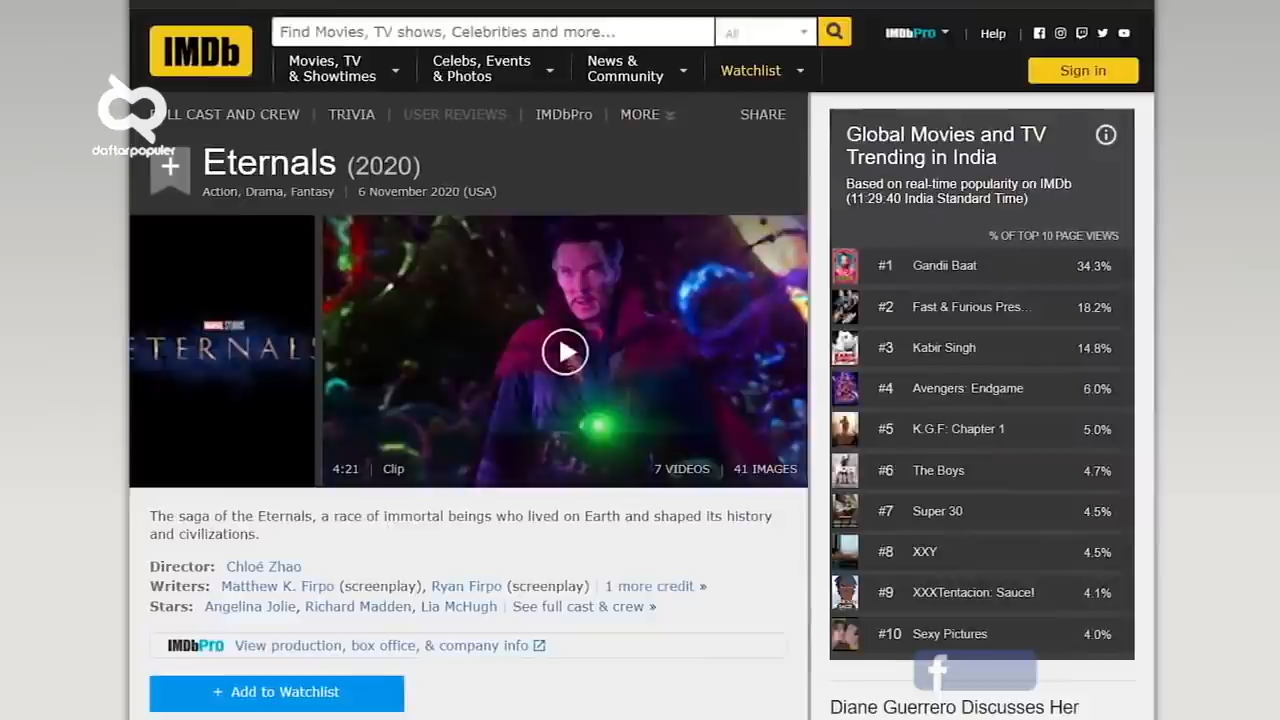 IMDb
Find Movies, TV shows, Celebrities and more...
All
IMDbPro
Help
Movies, TV
& Showtimes
Celebs, Events
& Photos
News &
Community
Watchlist
Sign in
daftarpopuler
LL CAST AND CREW | TRIVIA | USER REVIEWS | IMDbPro | MORE
SHARE
Eternals (2020)
Action, Drama, Fantasy | 6 November 2020 (USA)
MARVEL STUDIOS
ETERNALS
4:21 | Clip
7 VIDEOS | 41 IMAGES
The saga of the Eternals, a race of immortal beings who lived on Earth and shaped its history
and civilizations.
Director: Chloé Zhao
Writers: Matthew K. Firpo (screenplay), Ryan Firpo (screenplay) | 1 more credit »
Stars: Angelina Jolie, Richard Madden, Lia McHugh | See full cast & crew »
IMDbPro View production, box office, & company info
+ Add to Watchlist
Global Movies and TV
Trending in India
Based on real-time popularity on IMDb
(11:29:40 India Standard Time)
% OF TOP 10 PAGE VIEWS
#1 Gandii Baat 34.3%
#2 Fast & Furious Pres... 18.2%
#3 Kabir Singh 14.8%
#4 Avengers: Endgame 6.0%
#5 K.G.F: Chapter 1 5.0%
#6 The Boys 4.7%
#7 Super 30 4.5%
#8 XXY 4.5%
#9 XXXTentacion: Sauce! 4.1%
#10 Sexy Pictures 4.0%
f
Diane Guerrero Discusses Her